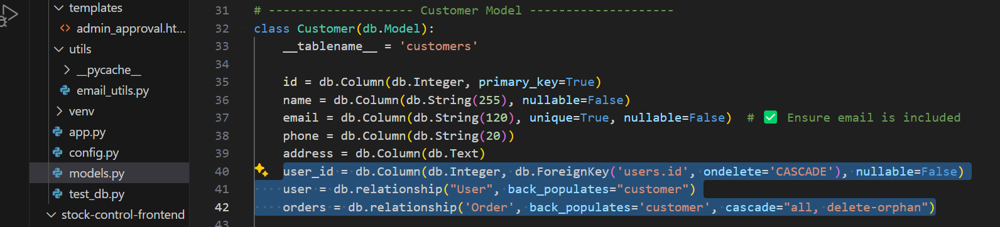 templates
admin_approval.ht...
utils
__pycache__
email_utils.py
venv
app.py
config.py
models.py
test_db.py
stock-control-frontend
31 # -------------------- Customer Model --------------------
32 class Customer(db.Model):
33     __tablename__ = 'customers'
34
35     id = db.Column(db.Integer, primary_key=True)
36     name = db.Column(db.String(255), nullable=False)
37     email = db.Column(db.String(120), unique=True, nullable=False)  # ✅ Ensure email is included
38     phone = db.Column(db.String(20))
39     address = db.Column(db.Text)
40     user_id = db.Column(db.Integer, db.ForeignKey('users.id', ondelete='CASCADE'), nullable=False)
41     user = db.relationship("User", back_populates="customer")
42     orders = db.relationship('Order', back_populates='customer', cascade="all, delete-orphan")
43